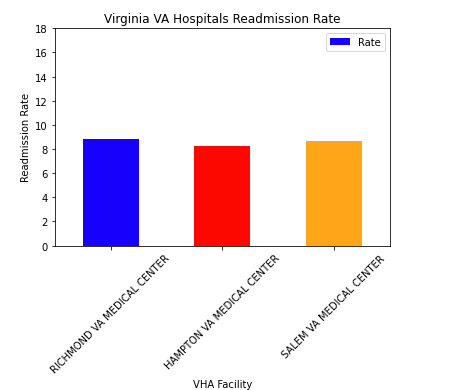 Virginia VA Hospitals Readmission Rate
18
16
14
12
10
8
6
4
2
0
Readmission Rate
Rate
RICHMOND VA MEDICAL CENTER
HAMPTON VA MEDICAL CENTER
SALEM VA MEDICAL CENTER
VHA Facility